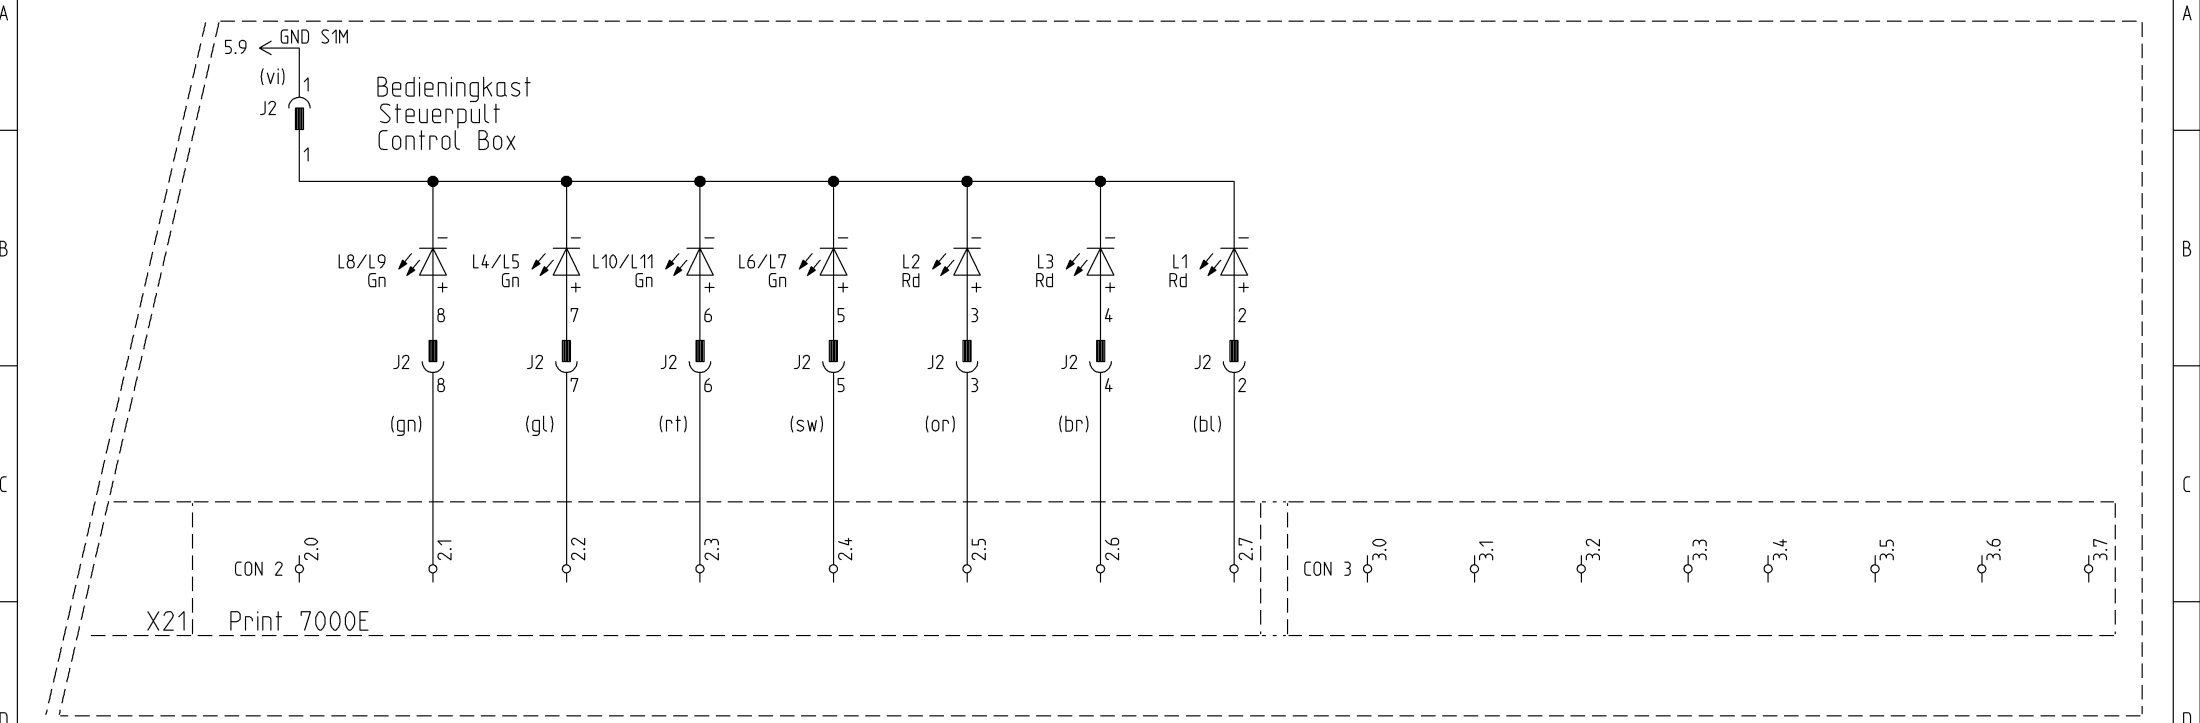 A A
GND S1M
5.9
(vi) 1
J2
1
Bedieningkast
Steuerpult
Control Box
B B
− − − − − − −
L8/L9 L4/L5 L10/L11 L6/L7 L2 L3 L1
Gn Gn Gn Gn Rd Rd Rd
+ + + + + + +
8 7 6 5 3 4 2
J2 J2 J2 J2 J2 J2 J2
8 7 6 5 3 4 2
(gn) (gl) (rt) (sw) (or) (br) (bl)
C C
2.0 2.1 2.2 2.3 2.4 2.5 2.6 2.7 3.0 3.1 3.2 3.3 3.4 3.5 3.6 3.7
CON 2 CON 3
X21 Print 7000E
D D